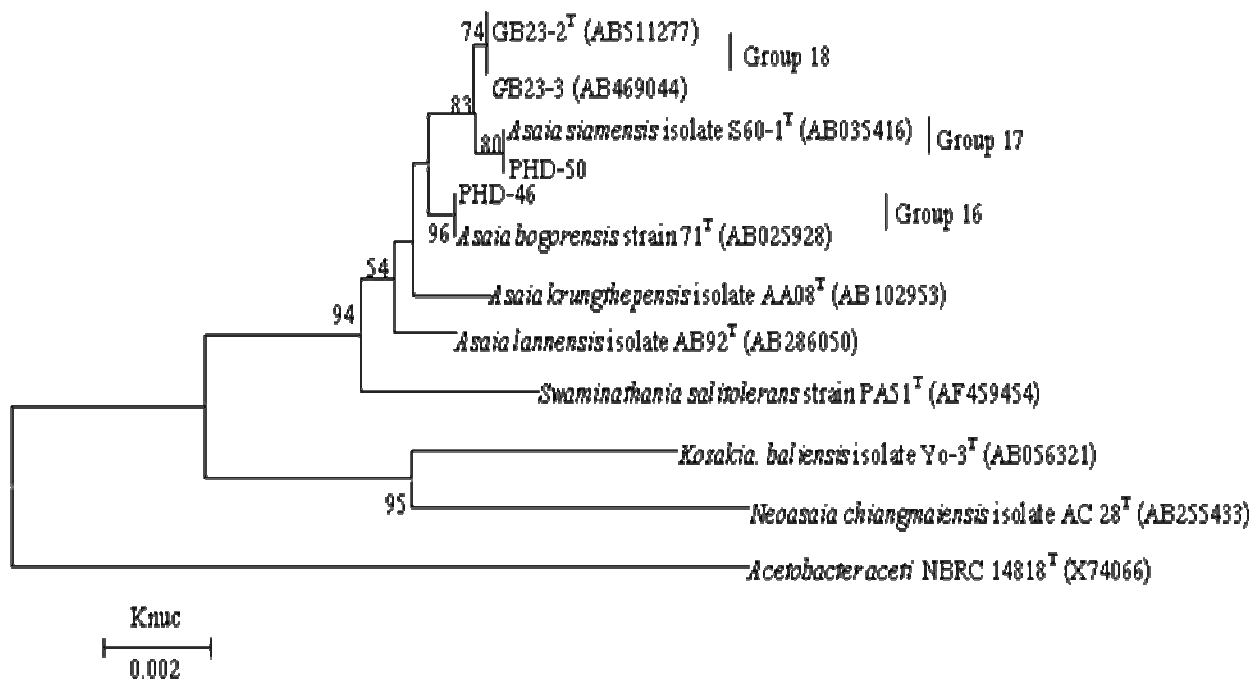 74 GB23-2ᵀ (AB511277)
Group 18
GB23-3 (AB469044)
83
Asaia siamensis isolate S60-1ᵀ (AB035416)
Group 17
80
PHD-50
PHD-46
Group 16
96 Asaia bogorensis strain 71ᵀ (AB025928)
54
Asaia krungthepensis isolate AA08ᵀ (AB102953)
94
Asaia lannensis isolate AB92ᵀ (AB286050)
Swaminathania salitolerans strain PA51ᵀ (AF459454)
Kozakia. baliensis isolate Yo-3ᵀ (AB056321)
95
Neoasaia chiangmaiensis isolate AC 28ᵀ (AB255433)
Acetobacter aceti NBRC 14818ᵀ (X74066)
Knuc
0.002